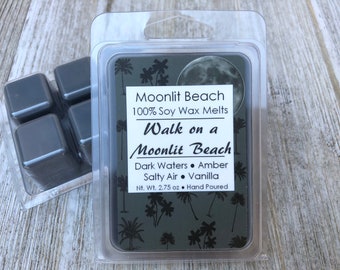 Moonlit Beach
100% Soy Wax Melts
Walk on a
Moonlit Beach
Dark Waters • Amber
Salty Air • Vanilla
Nt. Wt. 2.75 oz • Hand Poured